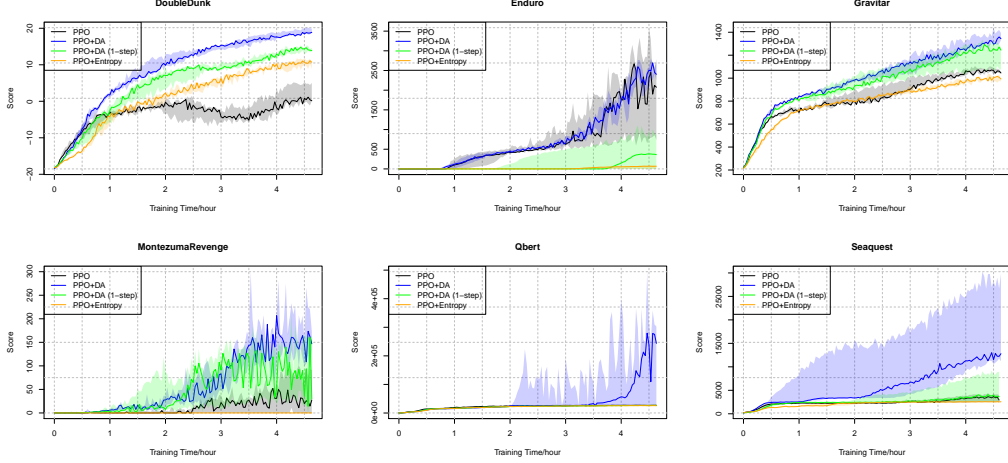 DoubleDunk
Score
20
10
0
−10
−20
PPO
PPO+DA
PPO+DA (1−step)
PPO+Entropy
0
1
2
3
4
Training Time/hour
Enduro
Score
3500
2500
1500
500
0
PPO
PPO+DA
PPO+DA (1−step)
PPO+Entropy
0
1
2
3
4
Training Time/hour
Gravitar
Score
1400
1000
800
600
400
200
PPO
PPO+DA
PPO+DA (1−step)
PPO+Entropy
0
1
2
3
4
Training Time/hour
MontezumaRevenge
Score
300
250
200
150
100
50
0
PPO
PPO+DA
PPO+DA (1−step)
PPO+Entropy
0
1
2
3
4
Training Time/hour
Qbert
Score
4e+05
2e+05
0e+00
PPO
PPO+DA
PPO+DA (1−step)
PPO+Entropy
0
1
2
3
4
Training Time/hour
Seaquest
Score
25000
15000
5000
0
PPO
PPO+DA
PPO+DA (1−step)
PPO+Entropy
0
1
2
3
4
Training Time/hour